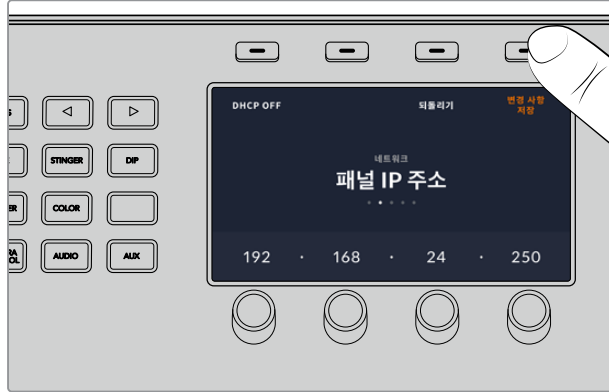 DHCP OFF
되돌리기
변경 사항
저장
네트워크
패널 IP 주소
192 · 168 · 24 · 250
STINGER
DIP
COLOR
AUDIO
AUX